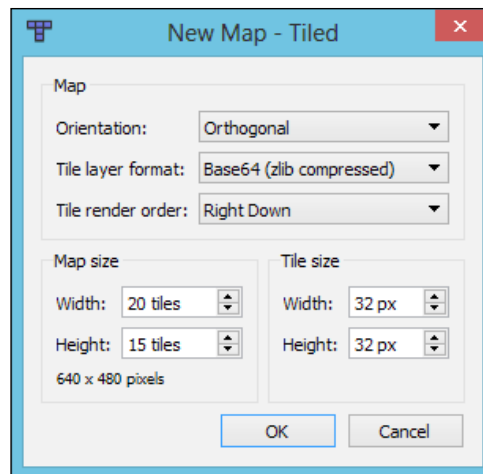 New Map - Tiled
Map
Orientation: Orthogonal
Tile layer format: Base64 (zlib compressed)
Tile render order: Right Down
Map size
Width: 20 tiles
Height: 15 tiles
640 x 480 pixels
Tile size
Width: 32 px
Height: 32 px
OK Cancel